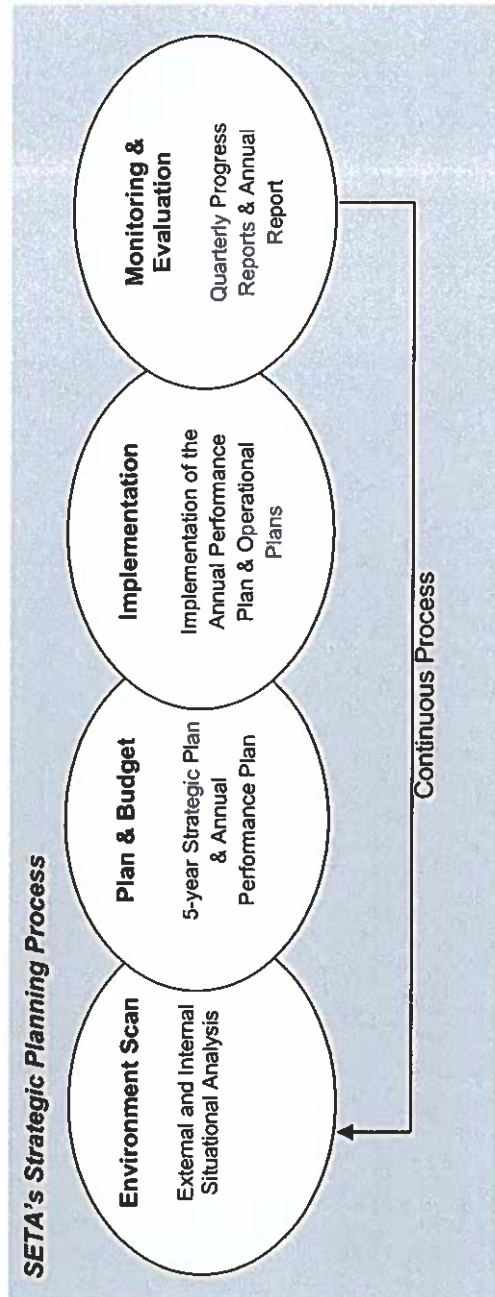 SETA's Strategic Planning Process
Environment Scan
External and Internal
Situational Analysis
Plan & Budget
5-year Strategic Plan
& Annual
Performance Plan
Implementation
Implementation of the
Annual Performance
Plan & Operational
Plans
Monitoring &
Evaluation
Quarterly Progress
Reports & Annual
Report
Continuous Process